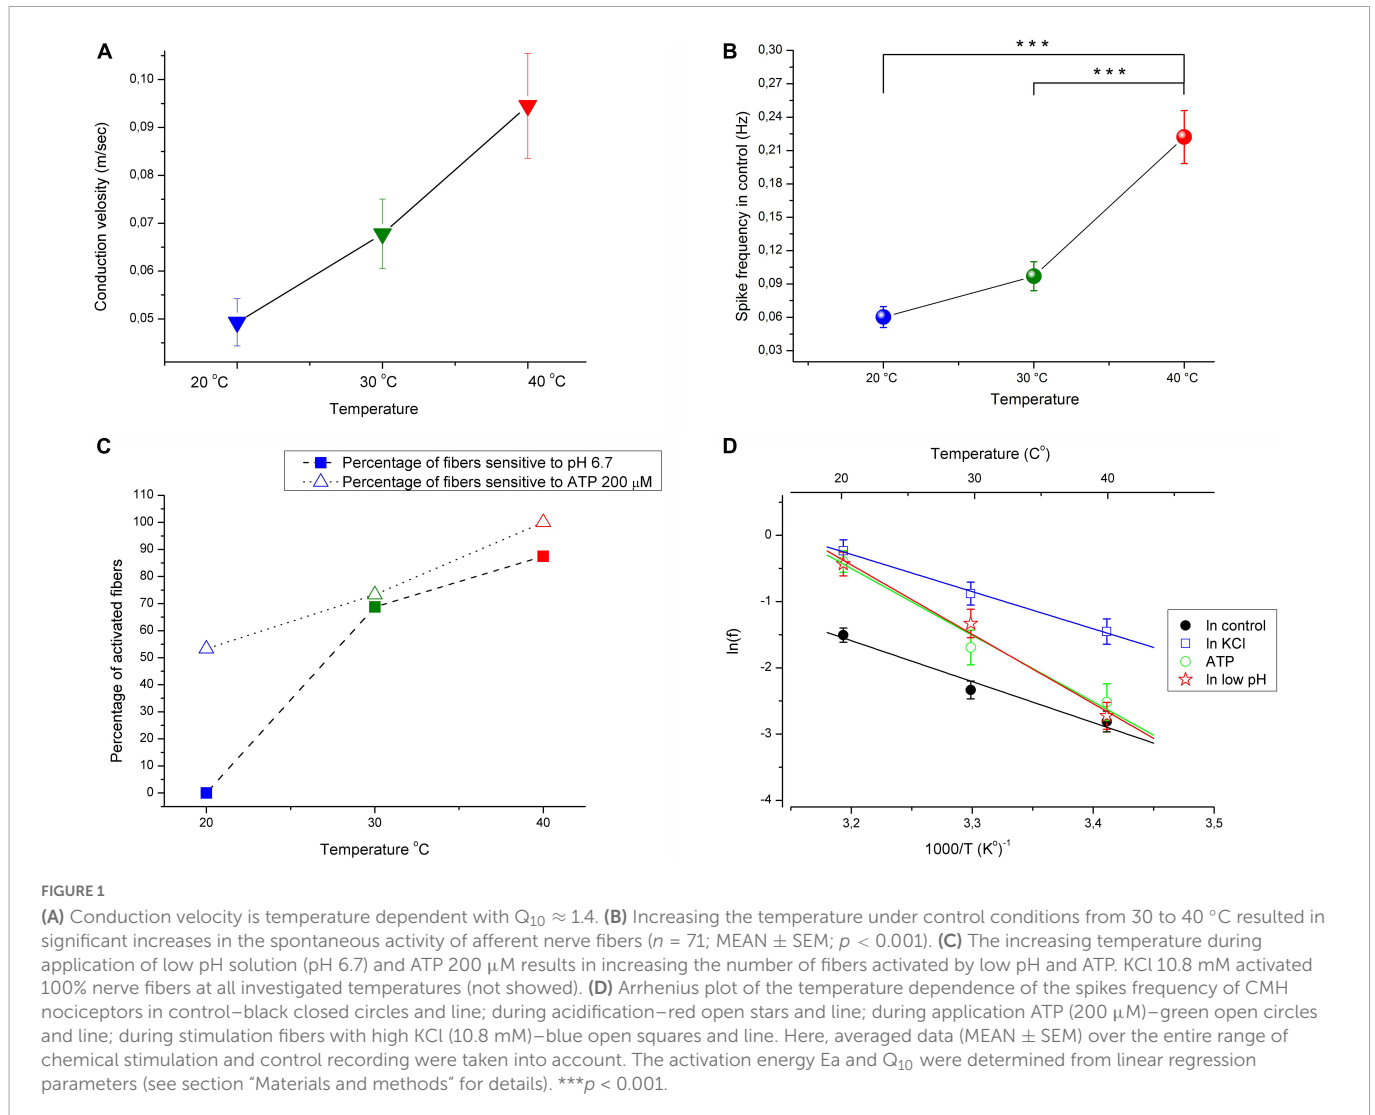 A
0,10
0,09
0,08
0,07
0,06
0,05
Conduction velosity (m/sec)
20 °C
30 °C
40 °C
Temperature
B
0,30
0,27
0,24
0,21
0,18
0,15
0,12
0,09
0,06
0,03
Spike frequency in control (Hz)
***
***
20 °C
30 °C
40 °C
Temperature
C
Percentage of fibers sensitive to pH 6.7
Percentage of fibers sensitive to ATP 200 μM
110
100
90
80
70
60
50
40
30
20
10
0
Percentage of activated fibers
20
30
40
Temperature °C
D
Temperature (C°)
20
30
40
0
-1
-2
-3
-4
ln(f)
In control
In KCl
ATP
In low pH
3,2
3,3
3,4
3,5
1000/T (K°)⁻¹
FIGURE 1
(A) Conduction velocity is temperature dependent with Q₁₀ ≈ 1.4. (B) Increasing the temperature under control conditions from 30 to 40 °C resulted in
significant increases in the spontaneous activity of afferent nerve fibers (n = 71; MEAN ± SEM; p < 0.001). (C) The increasing temperature during
application of low pH solution (pH 6.7) and ATP 200 μM results in increasing the number of fibers activated by low pH and ATP. KCl 10.8 mM activated
100% nerve fibers at all investigated temperatures (not showed). (D) Arrhenius plot of the temperature dependence of the spikes frequency of CMH
nociceptors in control–black closed circles and line; during acidification–red open stars and line; during application ATP (200 μM)–green open circles
and line; during stimulation fibers with high KCl (10.8 mM)–blue open squares and line. Here, averaged data (MEAN ± SEM) over the entire range of
chemical stimulation and control recording were taken into account. The activation energy Ea and Q₁₀ were determined from linear regression
parameters (see section “Materials and methods” for details). ***p < 0.001.